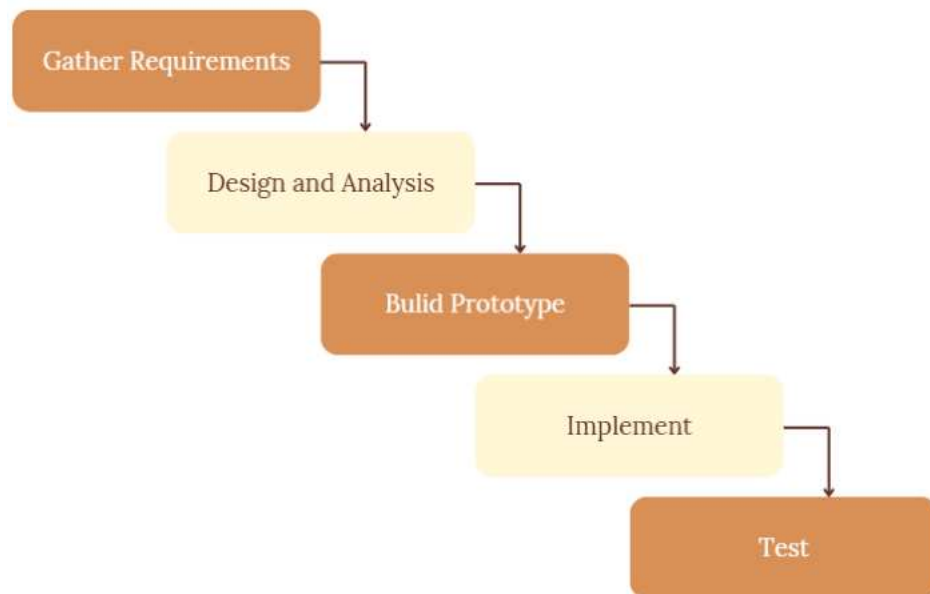 Gather Requirements
Design and Analysis
Bulid Prototype
Implement
Test